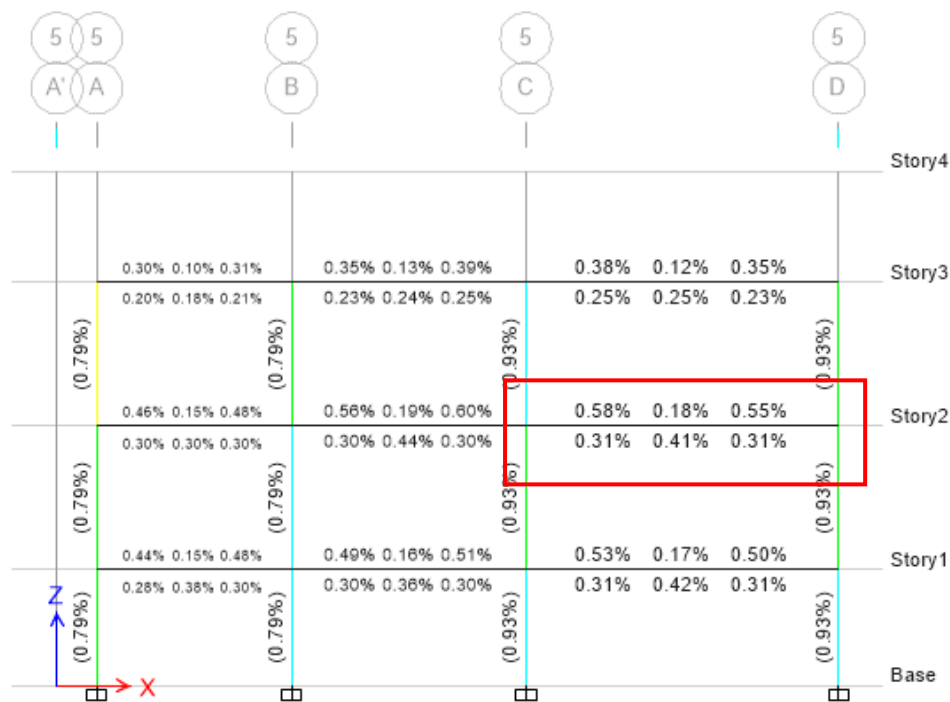 5 5 5 5 5
A' A B C D
Story4
0.30% 0.10% 0.31% 0.35% 0.13% 0.39% 0.38% 0.12% 0.35%
Story3
0.20% 0.18% 0.21% 0.23% 0.24% 0.25% 0.25% 0.25% 0.23%
(0.79%) (0.79%) (0.93%) (0.93%)
0.46% 0.15% 0.48% 0.56% 0.19% 0.60% 0.58% 0.18% 0.55%
Story2
0.30% 0.30% 0.30% 0.30% 0.44% 0.30% 0.31% 0.41% 0.31%
(0.79%) (0.79%) (0.93%) (0.93%)
0.44% 0.15% 0.48% 0.49% 0.16% 0.51% 0.53% 0.17% 0.50%
Story1
0.28% 0.38% 0.30% 0.30% 0.36% 0.30% 0.31% 0.42% 0.31%
Z
(0.79%) (0.79%) (0.93%) (0.93%)
X
Base